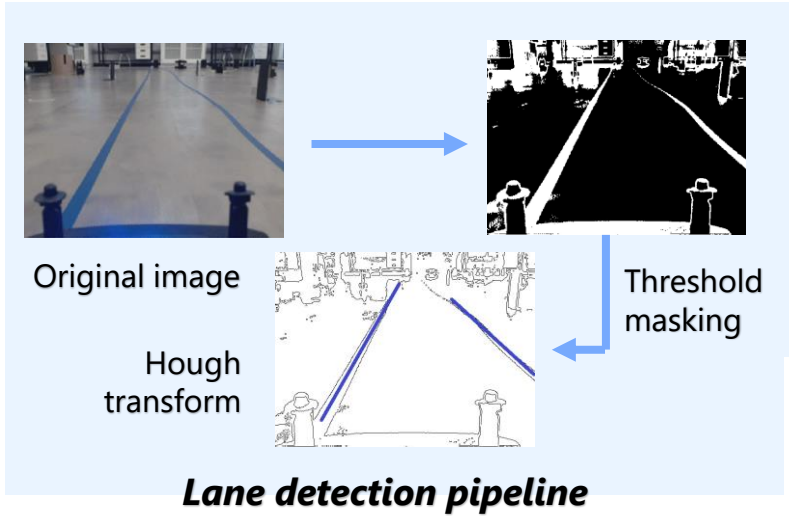 Original image
Threshold
masking
Hough
transform
Lane detection pipeline